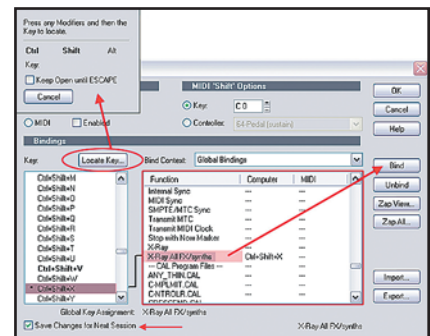 Press any Modifiers and then the
Key to locate.
Ctrl Shift Alt
Key:
Keep Open until ESCAPE
Cancel
MIDI 'Shift' Options
Key: C 0
Controller: 64-Pedal (sustain)
MIDI Enabled
OK
Cancel
Help
Bindings
Key: Locate Key... Bind Context: Global Bindings
Ctrl+Shift+M
Ctrl+Shift+N
Ctrl+Shift+O
Ctrl+Shift+P
Ctrl+Shift+Q
Ctrl+Shift+R
Ctrl+Shift+S
Ctrl+Shift+T
Ctrl+Shift+U
Ctrl+Shift+V
Ctrl+Shift+W
Ctrl+Shift+X
Ctrl+Shift+Y
Function Computer MIDI
Internal Sync --- ---
MIDI Sync --- ---
SMPTE/MTC Sync --- ---
Transmit MTC --- ---
Transmit MIDI Clock --- ---
Stop with Now Marker --- ---
X-Ray --- ---
X-Ray All FX/synths Ctrl+Shift+X ---
--- CAL Program Files --- --- ---
ANY_THIN.CAL --- ---
C-MPLMIT.CAL --- ---
C-NTROLR.CAL --- ---
Bind
Unbind
Zap View...
Zap All...
Import...
Export...
Global Key Assignment: X-Ray All FX/synths
Save Changes for Next Session
X-Ray All FX/synths